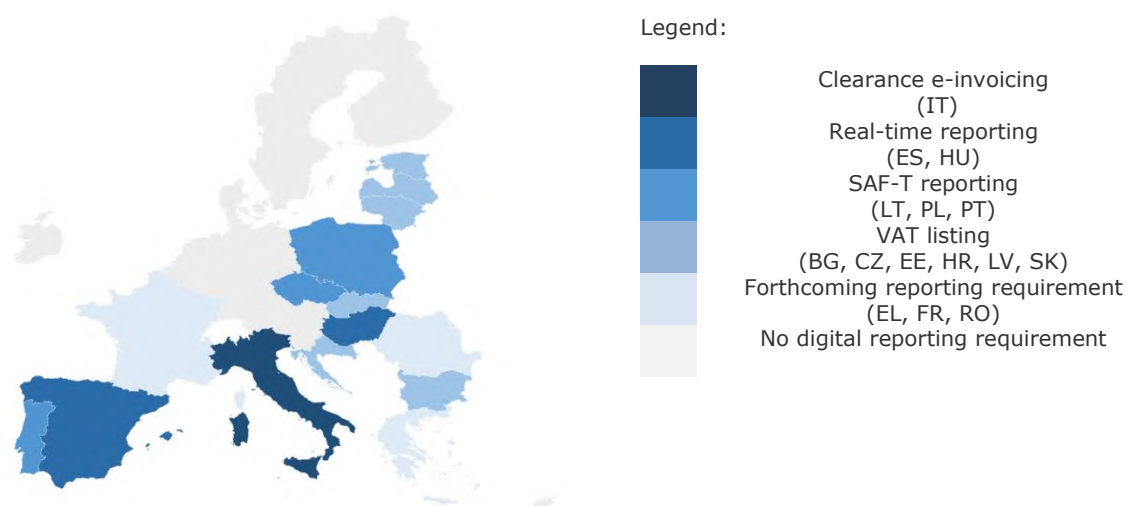 Legend:
Clearance e-invoicing
(IT)
Real-time reporting
(ES, HU)
SAF-T reporting
(LT, PL, PT)
VAT listing
(BG, CZ, EE, HR, LV, SK)
Forthcoming reporting requirement
(EL, FR, RO)
No digital reporting requirement